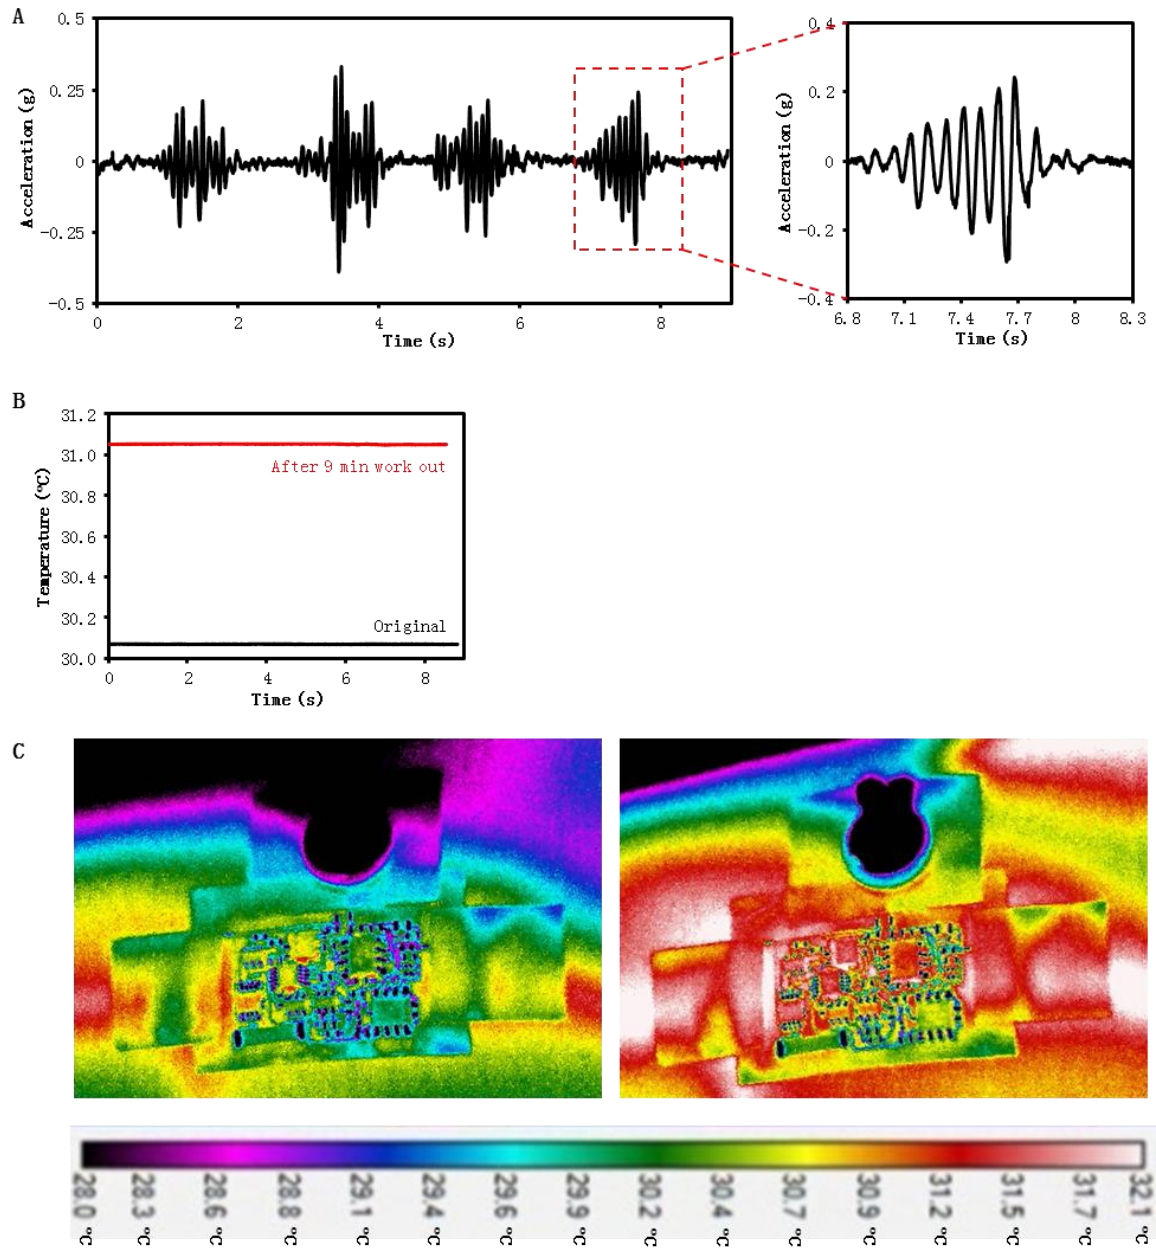 A
0.5
0.25
0
-0.25
-0.5
Acceleration (g)
0 2 4 6 8
Time (s)
0.4
0.2
0
-0.2
-0.4
Acceleration (g)
6.8 7.1 7.4 7.7 8 8.3
Time (s)
B
31.2
31.0
30.8
30.6
30.4
30.2
30.0
Temperature (℃)
After 9 min work out
Original
0 2 4 6 8
Time (s)
C
28.0 ℃
28.3 ℃
28.6 ℃
28.8 ℃
29.1 ℃
29.4 ℃
29.6 ℃
29.9 ℃
30.2 ℃
30.4 ℃
30.7 ℃
30.9 ℃
31.2 ℃
31.5 ℃
31.7 ℃
32.1 ℃